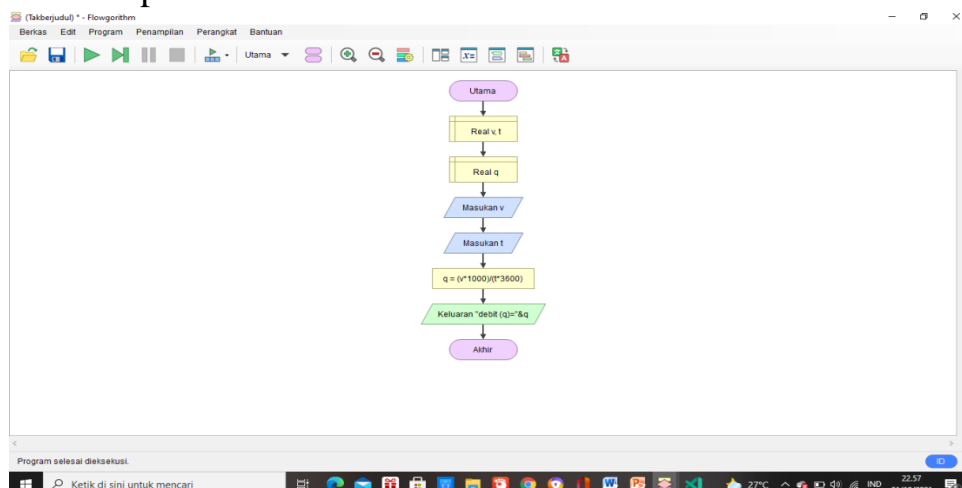 (Takberjudul) * - Flowgorithm
Berkas Edit Program Penampilan Perangkat Bantuan
Utama
Utama
Real v, t
Real q
Masukan v
Masukan t
q = (v*1000)/(t*3600)
Keluaran "debit (q)="&q
Akhir
Program selesai dieksekusi.
ID
Ketik di sini untuk mencari
27°C
IND
22.57